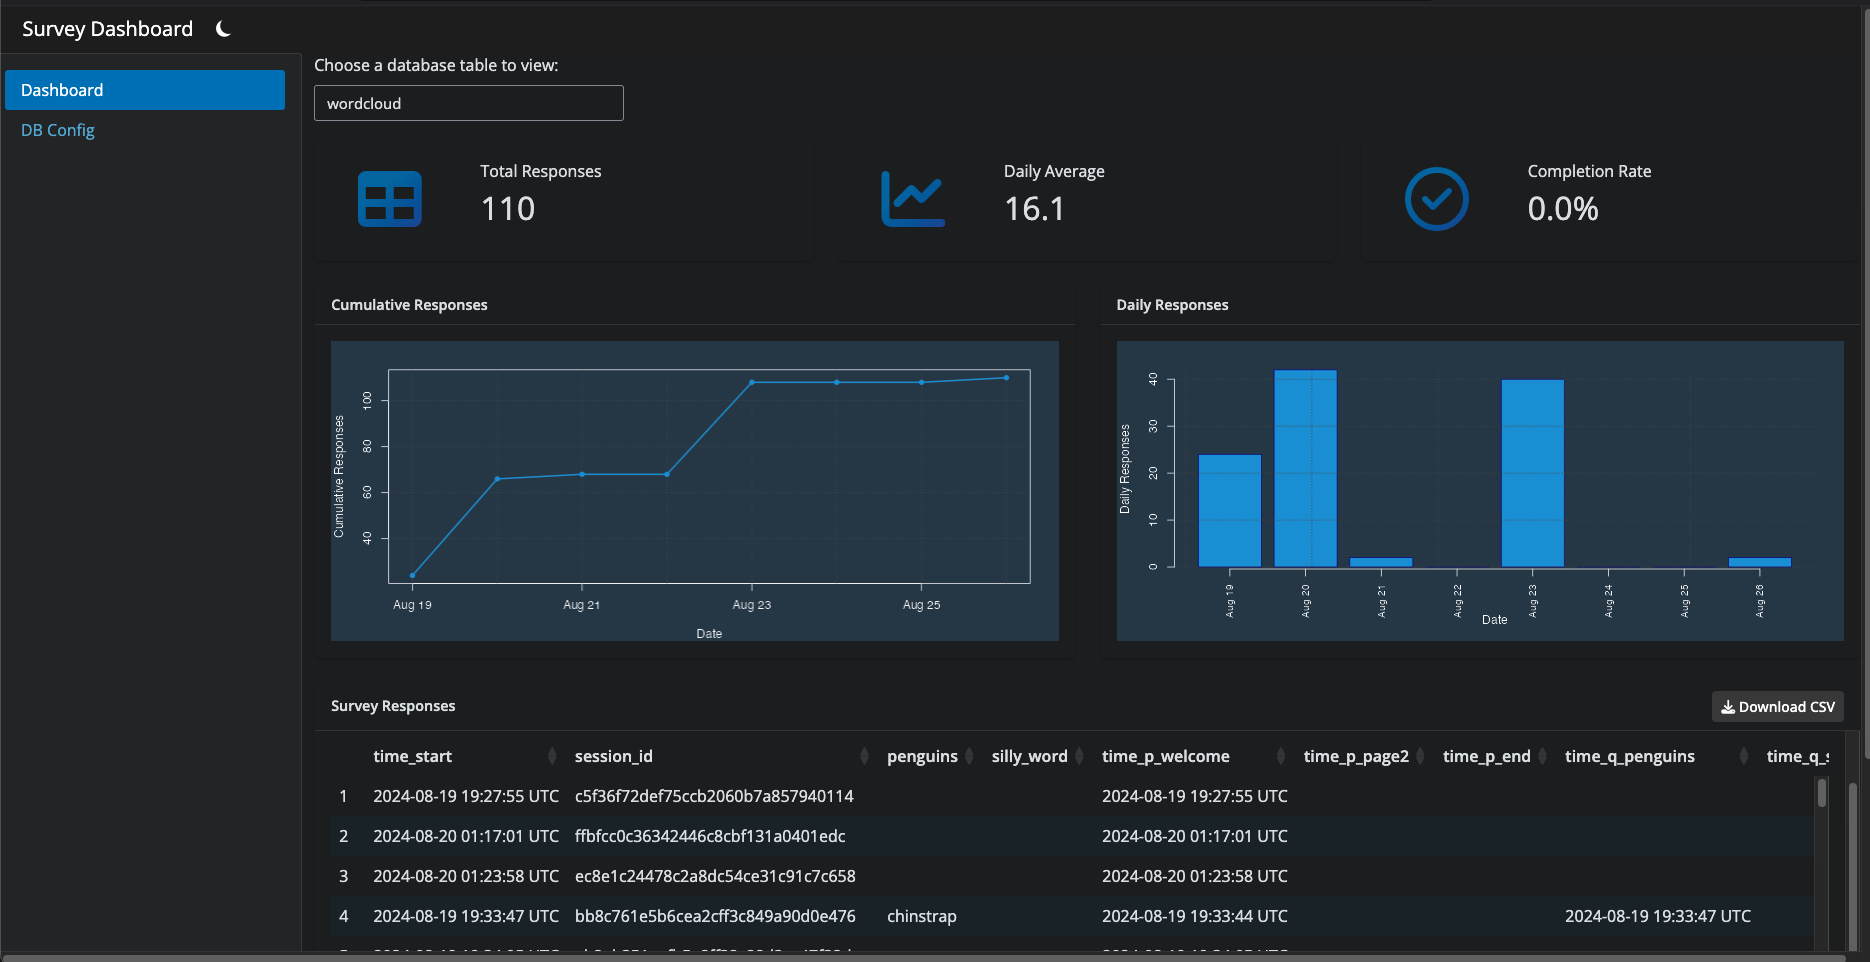 Survey Dashboard
Dashboard
DB Config
Choose a database table to view:
wordcloud
Total Responses
110
Daily Average
16.1
Completion Rate
0.0%
Cumulative Responses
Cumulative Responses
100
80
60
40
Aug 19 Aug 21 Aug 23 Aug 25
Date
Daily Responses
Daily Responses
40
30
20
10
0
Aug 19 Aug 20 Aug 21 Aug 22 Aug 23 Aug 24 Aug 25 Aug 26
Date
Survey Responses
Download CSV
time_start session_id penguins silly_word time_p_welcome time_p_page2 time_p_end time_q_penguins time_q_s
1 2024-08-19 19:27:55 UTC c5f36f72def75ccb2060b7a857940114 2024-08-19 19:27:55 UTC
2 2024-08-20 01:17:01 UTC ffbfcc0c36342446c8cbf131a0401edc 2024-08-20 01:17:01 UTC
3 2024-08-20 01:23:58 UTC ec8e1c24478c2a8dc54ce31c91c7c658 2024-08-20 01:23:58 UTC
4 2024-08-19 19:33:47 UTC bb8c761e5b6cea2cff3c849a90d0e476 chinstrap 2024-08-19 19:33:44 UTC 2024-08-19 19:33:47 UTC